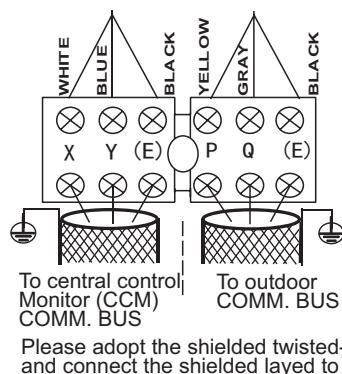 WHITE BLUE BLACK YELLOW GRAY BLACK
X Y (E) P Q (E)
To central control
Monitor (CCM)
COMM. BUS
To outdoor
COMM. BUS
Please adopt the shielded twisted-
and connect the shielded layed to